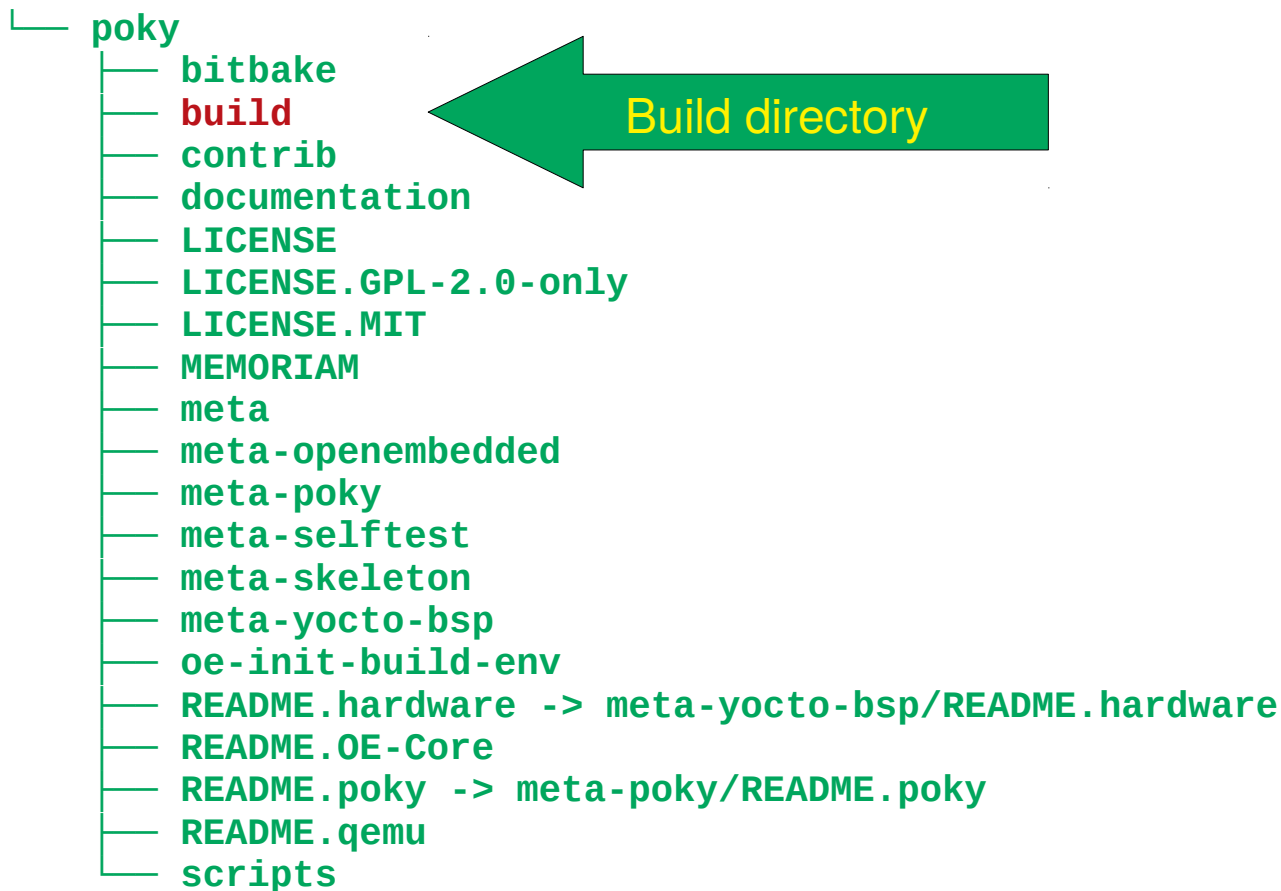 └── poky
├── bitbake
├── build
Build directory
├── contrib
├── documentation
├── LICENSE
├── LICENSE.GPL-2.0-only
├── LICENSE.MIT
├── MEMORIAM
├── meta
├── meta-openembedded
├── meta-poky
├── meta-selftest
├── meta-skeleton
├── meta-yocto-bsp
├── oe-init-build-env
├── README.hardware -> meta-yocto-bsp/README.hardware
├── README.OE-Core
├── README.poky -> meta-poky/README.poky
├── README.qemu
└── scripts